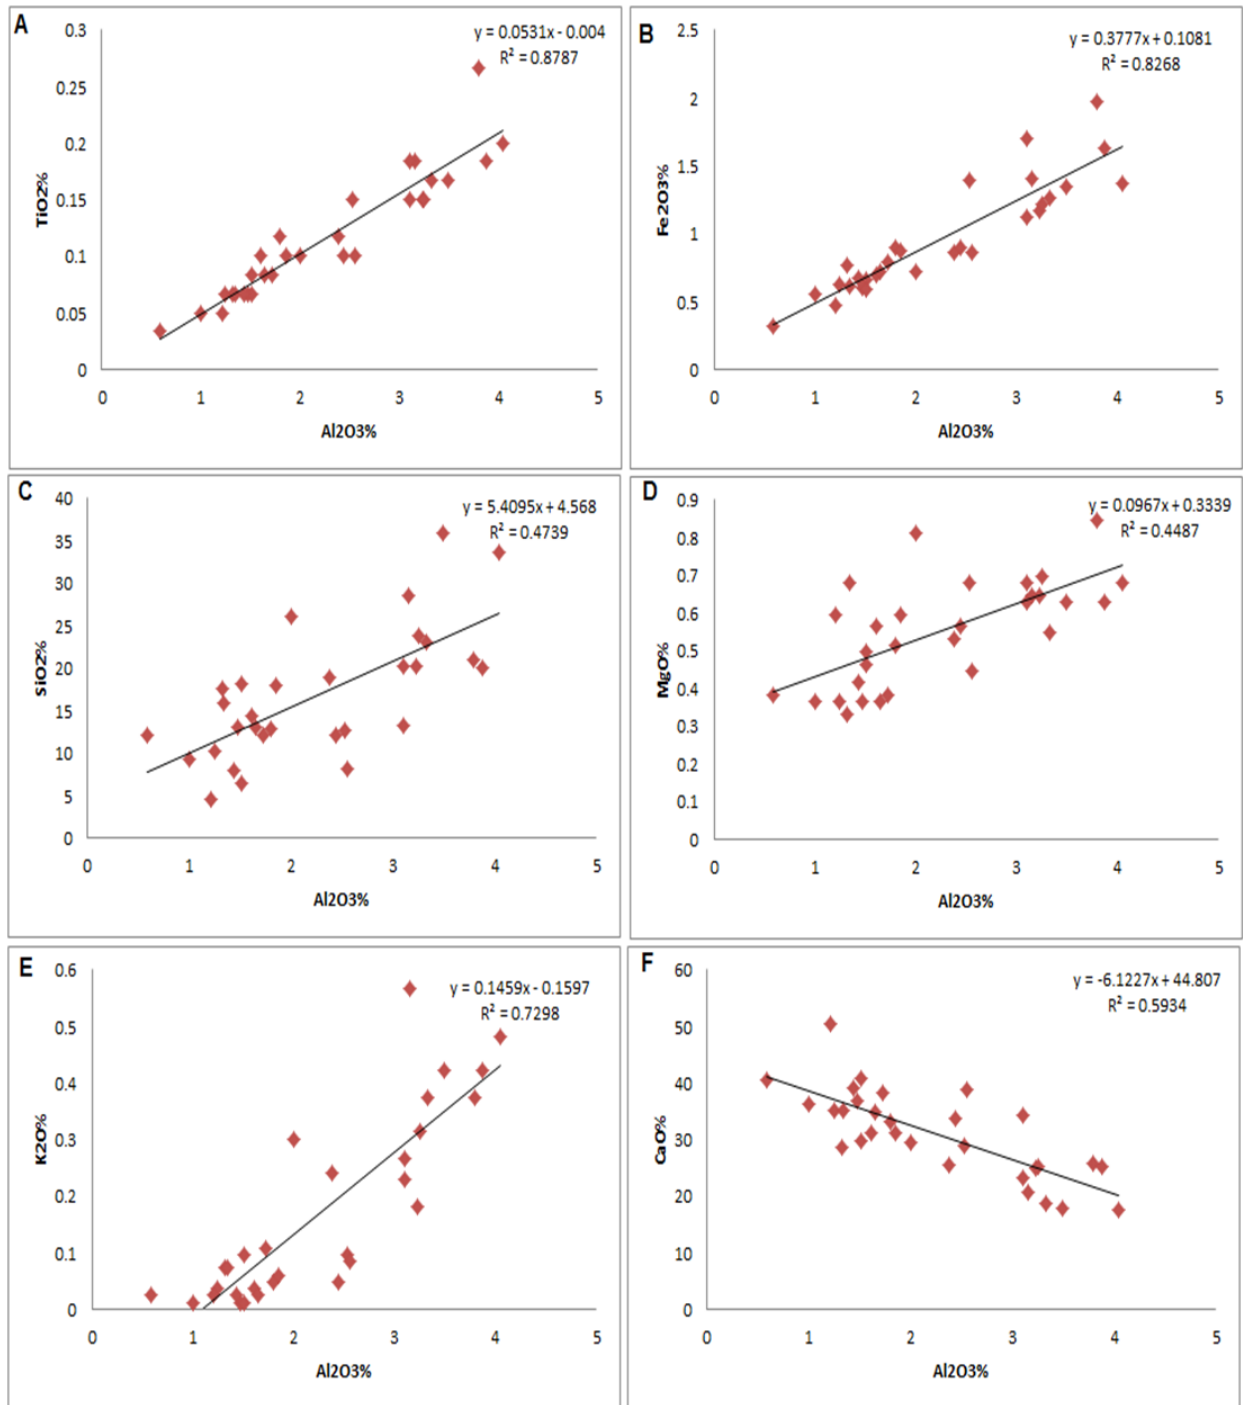 A
y = 0.0531x - 0.004
R² = 0.8787
0.3
0.25
0.2
0.15
0.1
0.05
0
TiO2%
0 1 2 3 4 5
Al2O3%
B
y = 0.3777x + 0.1081
R² = 0.8268
2.5
2
1.5
1
0.5
0
Fe2O3%
0 1 2 3 4 5
Al2O3%
C
y = 5.4095x + 4.568
R² = 0.4739
40
35
30
25
20
15
10
5
0
SiO2%
0 1 2 3 4 5
Al2O3%
D
y = 0.0967x + 0.3339
R² = 0.4487
0.9
0.8
0.7
0.6
0.5
0.4
0.3
0.2
0.1
0
MgO%
0 1 2 3 4 5
Al2O3%
E
y = 0.1459x - 0.1597
R² = 0.7298
0.6
0.5
0.4
0.3
0.2
0.1
0
K2O%
0 1 2 3 4 5
Al2O3%
F
y = -6.1227x + 44.807
R² = 0.5934
60
50
40
30
20
10
0
CaO%
0 1 2 3 4 5
Al2O3%